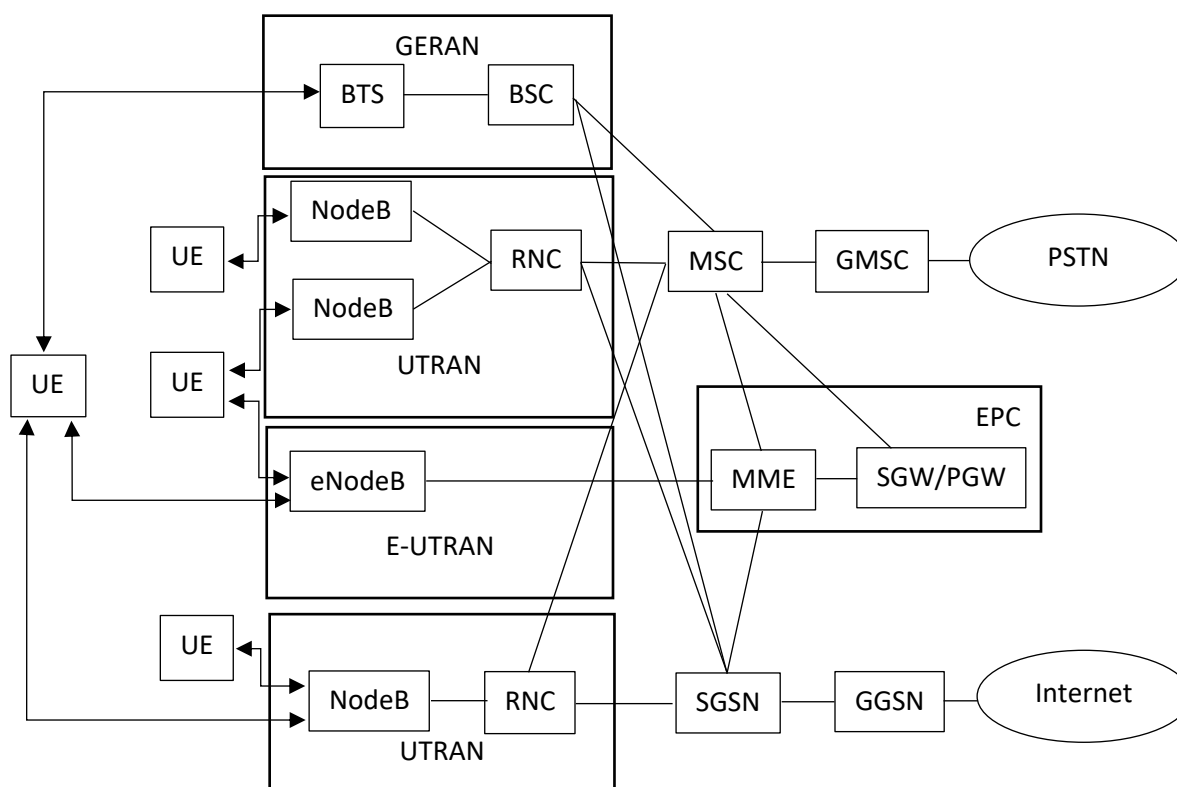 GERAN
BTS
BSC
NodeB
UE
RNC
MSC
GMSC
PSTN
NodeB
UE
UE
UTRAN
EPC
eNodeB
MME
SGW/PGW
E-UTRAN
UE
NodeB
RNC
SGSN
GGSN
Internet
UTRAN